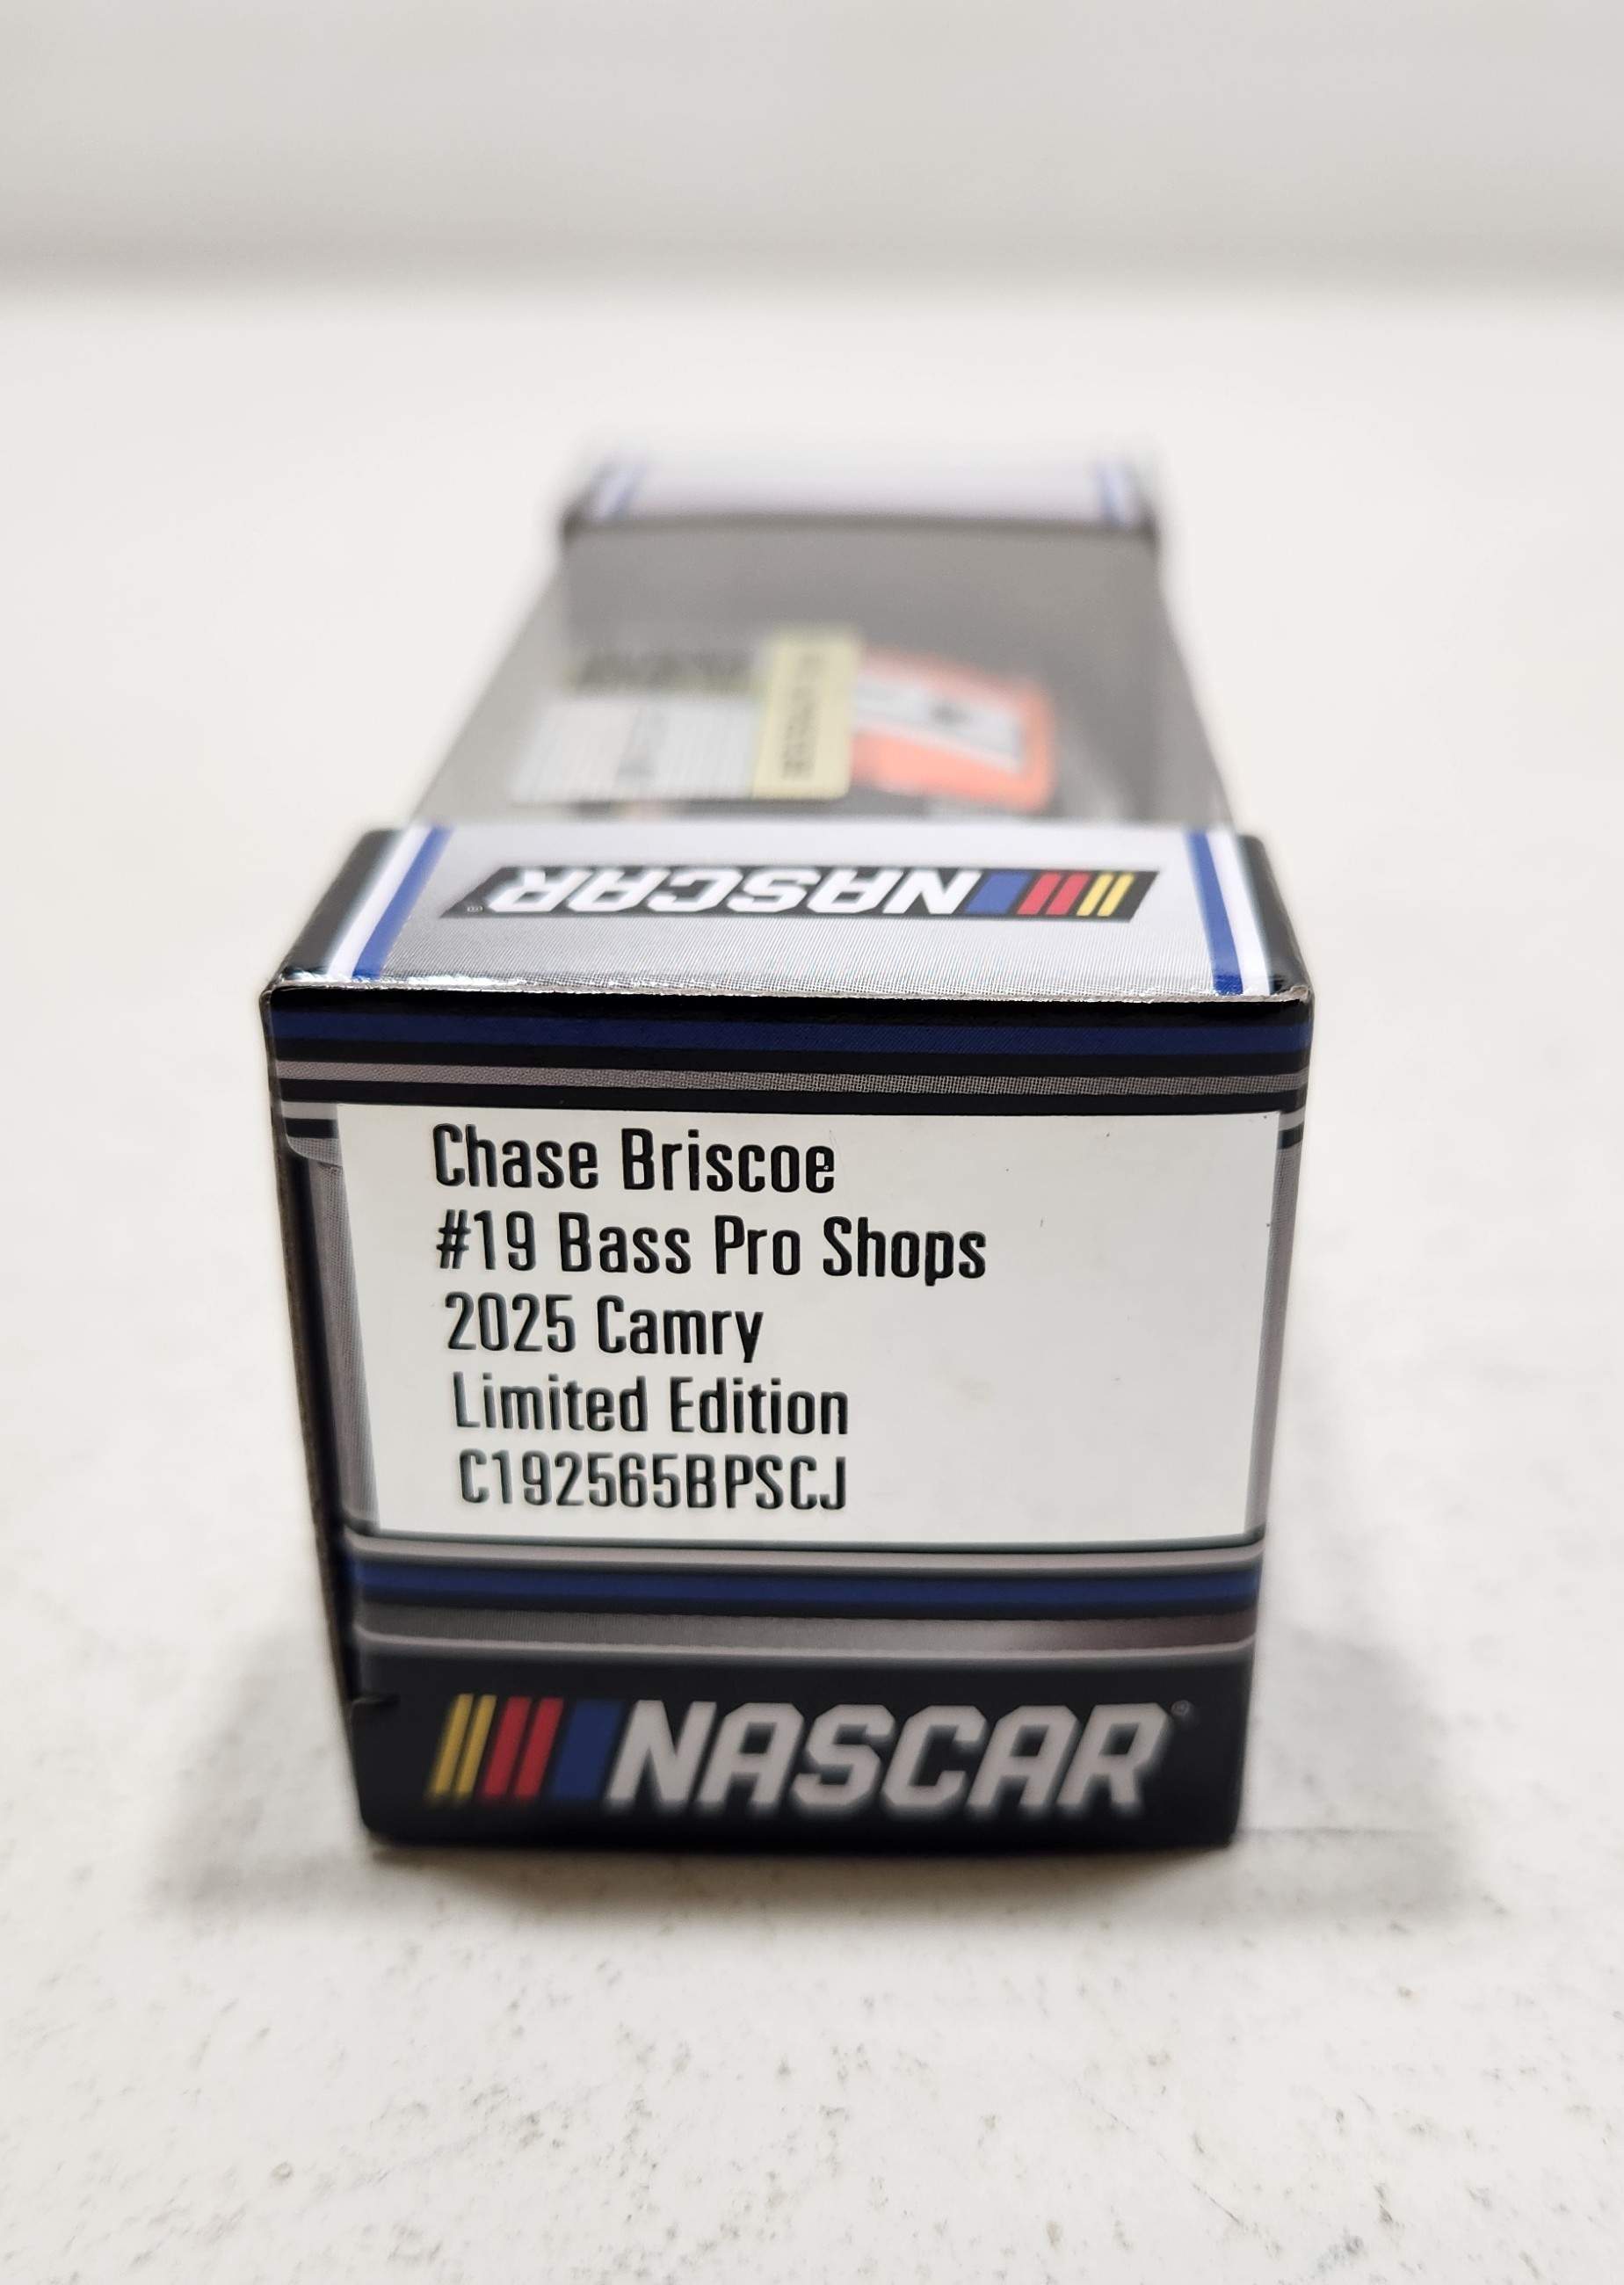 NASCAR
Chase Briscoe
#19 Bass Pro Shops
2025 Camry
Limited Edition
C192565BPSCJ
NASCAR®